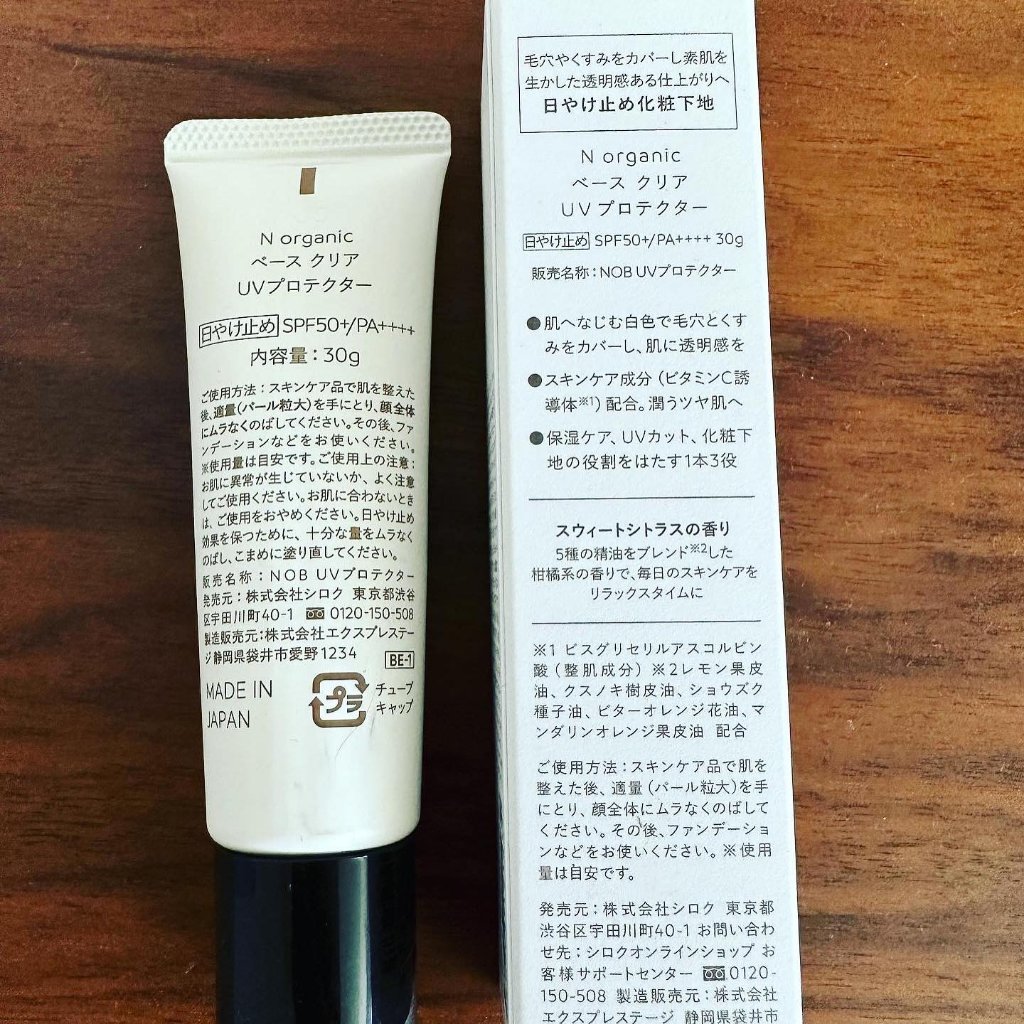 N organic
ベース クリア
UVプロテクター
日やけ止め SPF50+/PA++++
内容量：30g
ご使用方法：スキンケア品で肌を整えた
後、適量(パール粒大)を手にとり、顔全体
にムラなくのばしてください。その後、ファ
ンデーションなどをお使いください。
※使用量は目安です。ご使用上の注意：
お肌に異常が生じていないか、よく注意
してご使用ください。お肌に合わないとき
は、ご使用をおやめください。日やけ止め
効果を保つために、十分な量をムラなく
のばし、こまめに塗り直してください。
販売名称：NOB UVプロテクター
発売元：株式会社シロク 東京都渋谷
区宇田川町40-1 0120-150-508
製造販売元：株式会社エクスプレステー
ジ 静岡県袋井市愛野1234 BE-1
MADE IN
JAPAN
プラ
チューブ
キャップ
毛穴やくすみをカバーし素肌を
生かした透明感ある仕上がりへ
日やけ止め化粧下地
N organic
ベース クリア
UVプロテクター
日やけ止め SPF50+/PA++++ 30g
販売名称：NOB UVプロテクター
●肌へなじむ白色で毛穴とくす
みをカバーし、肌に透明感を
●スキンケア成分(ビタミンC誘
導体※1)配合。潤うツヤ肌へ
●保湿ケア、UVカット、化粧下
地の役割をはたす1本3役
スウィートシトラスの香り
5種の精油をブレンド※2した
柑橘系の香りで、毎日のスキンケアを
リラックスタイムに
※1 ビスグリセリルアスコルビン
酸(整肌成分) ※2レモン果皮
油、クスノキ樹皮油、ショウズク
種子油、ビターオレンジ花油、マ
ンダリンオレンジ果皮油 配合
ご使用方法：スキンケア品で肌を
整えた後、適量(パール粒大)を手
にとり、顔全体にムラなくのばして
ください。その後、ファンデーショ
ンなどをお使いください。※使用
量は目安です。
発売元：株式会社シロク 東京都
渋谷区宇田川町40-1 お問い合わ
せ先：シロクオンラインショップ お
客様サポートセンター 0120-
150-508 製造販売元：株式会社
エクスプレステージ 静岡県袋井市